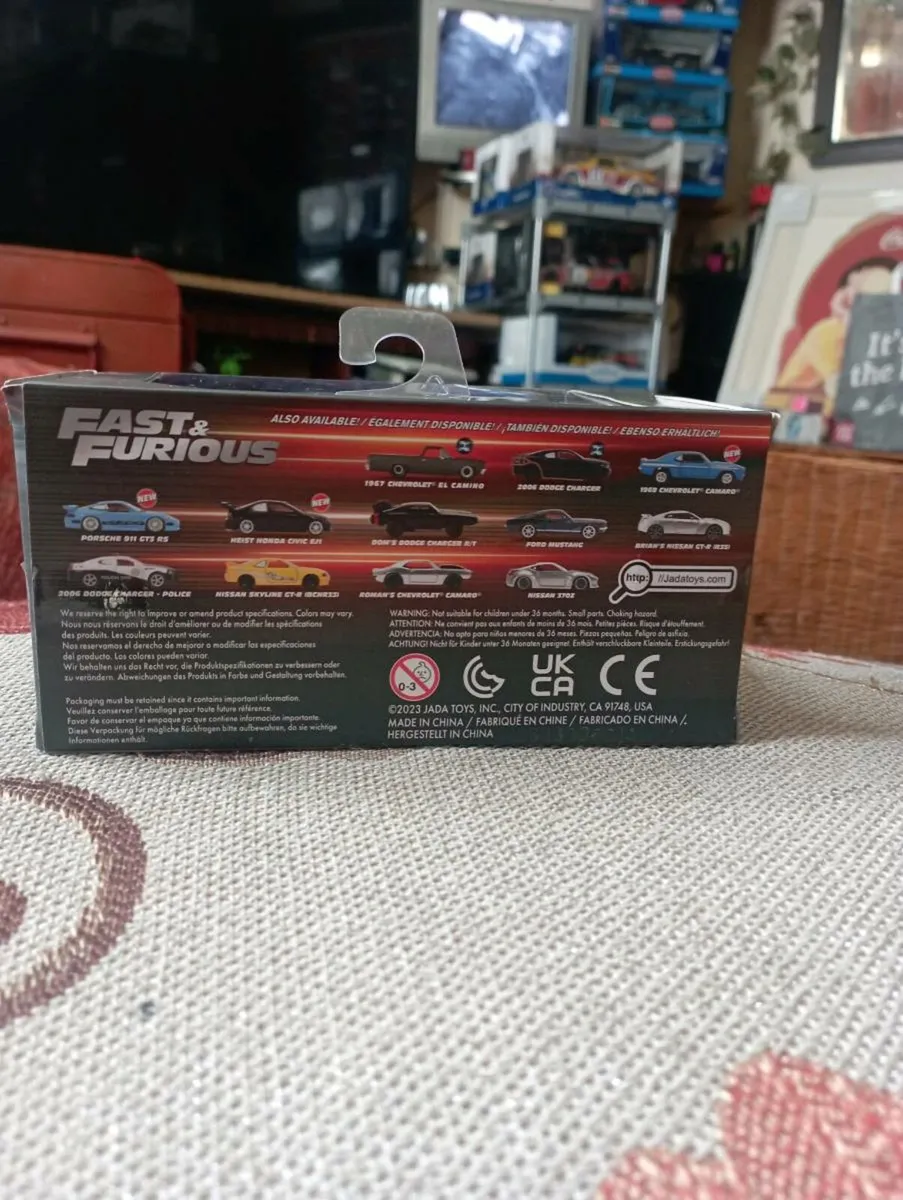 FAST &
FURIOUS
ALSO AVAILABLE! / ÉGALEMENT DISPONIBLE! / ¡TAMBIÉN DISPONIBLE! / EBENSO ERHÄLTLICH!
NEW
1967 CHEVROLET® EL CAMINO
2006 DODGE CHARGER
1969 CHEVROLET® CAMARO®
NEW
NEW
PORSCHE 911 GT3 RS
HEIST HONDA CIVIC EJ1
DOM'S DODGE CHARGER R/T
FORD MUSTANG
BRIAN'S NISSAN GT-R (R35)
2006 DODGE CHARGER - POLICE
NISSAN SKYLINE GT-R (BCNR33)
ROMAN'S CHEVROLET® CAMARO®
NISSAN 370Z
http: //Jadatoys.com
We reserve the right to improve or amend product specifications. Colors may vary.
Nous nous réservons le droit d'améliorer ou de modifier les spécifications
des produits. Les couleurs peuvent varier.
Nos reservamos el derecho de mejorar o modificar las especificaciones
del producto. Los colores pueden variar.
Wir behalten uns das Recht vor, die Produktspezifikationen zu verbessern oder
zu verändern. Abweichungen des Produkts in Farbe und Gestaltung vorbehalten.
Packaging must be retained since it contains important information.
Veuillez conserver l'emballage pour toute future référence.
Favor de conservar el empaque ya que contiene información importante.
Diese Verpackung für mögliche Rückfragen bitte aufbewahren, da sie wichtige
Informationen enthält.
WARNING: Not suitable for children under 36 months. Small parts. Choking hazard.
ATTENTION: Ne convient pas aux enfants de moins de 36 mois. Petites pièces. Risque d'étouffement.
ADVERTENCIA: No apto para niños menores de 36 meses. Piezas pequeñas. Peligro de asfixia.
ACHTUNG! Nicht für Kinder unter 36 Monaten geeignet. Enthält verschluckbare Kleinteile. Erstickungsgefahr!
0-3
UK
CA
CE
©2023 JADA TOYS, INC., CITY OF INDUSTRY, CA 91748, USA
MADE IN CHINA / FABRIQUÉ EN CHINE / FABRICADO EN CHINA /
HERGESTELLT IN CHINA
It's
the